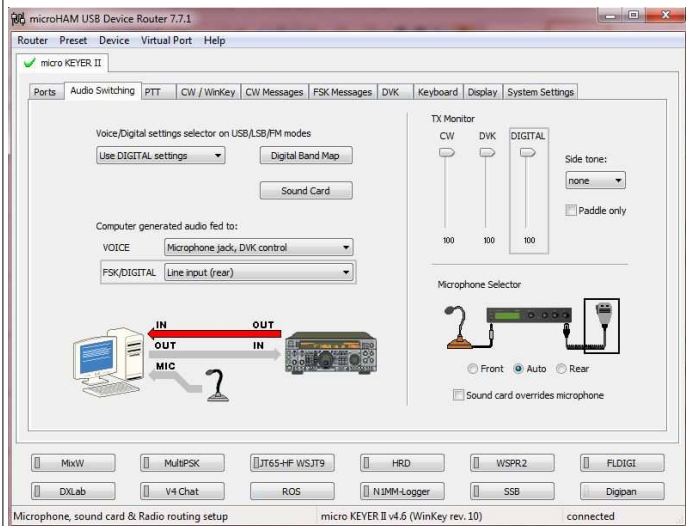 microHAM USB Device Router 7.7.1
Router Preset Device Virtual Port Help
micro KEYER II
Ports Audio Switching PTT CW / WinKey CW Messages FSK Messages DVK Keyboard Display System Settings
Voice/Digital settings selector on USB/LSB/FM modes
Use DIGITAL settings
Digital Band Map
Sound Card
Computer generated audio fed to:
VOICE Microphone jack, DVK control
FSK/DIGITAL Line input (rear)
IN OUT
OUT IN
MIC
TX Monitor
CW DVK DIGITAL
100 100 100
Side tone:
none
Paddle only
Microphone Selector
Front Auto Rear
Sound card overrides microphone
MixW MultiPSK JT65-HF WSJT9 HRD WSPR2 FLDIGI
DXLab V4 Chat ROS N1MM-Logger SSB Digipan
Microphone, sound card & Radio routing setup micro KEYER II v4.6 (WinKey rev. 10) connected